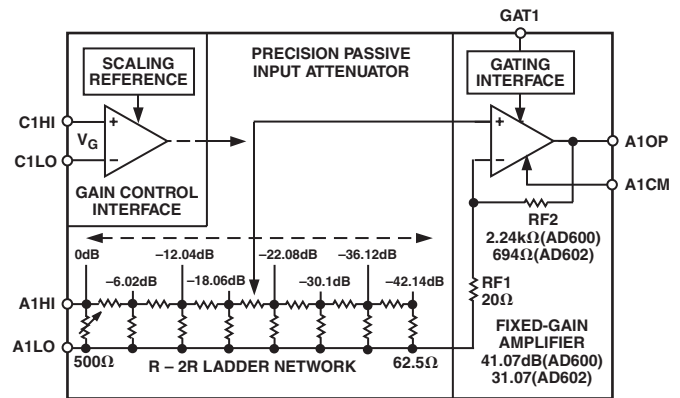 GAT1
SCALING
REFERENCE
PRECISION PASSIVE
INPUT ATTENUATOR
GATING
INTERFACE
C1HI
+
VG
C1LO
−
GAIN CONTROL
INTERFACE
+
−
A1OP
A1CM
RF2
2.24kΩ(AD600)
694Ω(AD602)
0dB
−12.04dB
−36.12dB
−6.02dB
−18.06dB
−22.08dB
−30.1dB
−42.14dB
RF1
20Ω
A1HI
A1LO
500Ω
R – 2R LADDER NETWORK
62.5Ω
FIXED-GAIN
AMPLIFIER
41.07dB(AD600)
31.07(AD602)